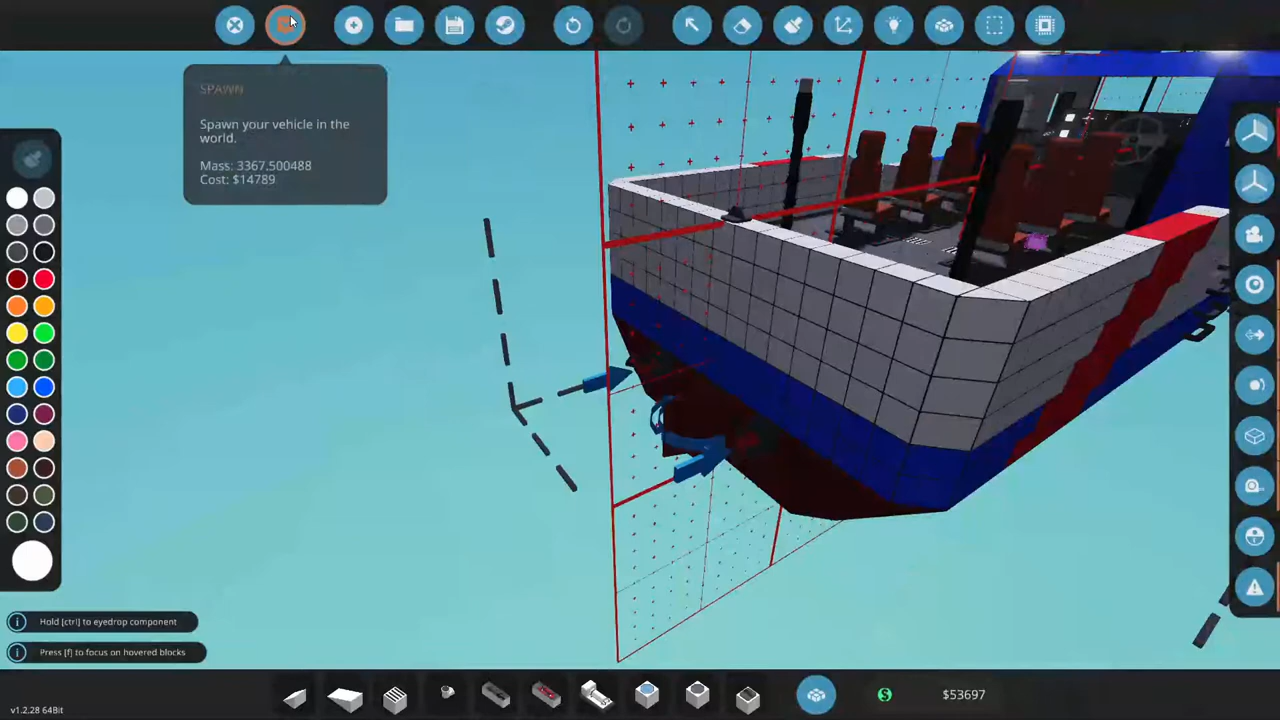 SPAWN
Spawn your vehicle in the
world.
Mass: 3367.500488
Cost: $14789
Hold [ctrl] to eyedrop component
Press [f] to focus on hovered blocks
v1.2.28 64Bit
$53697